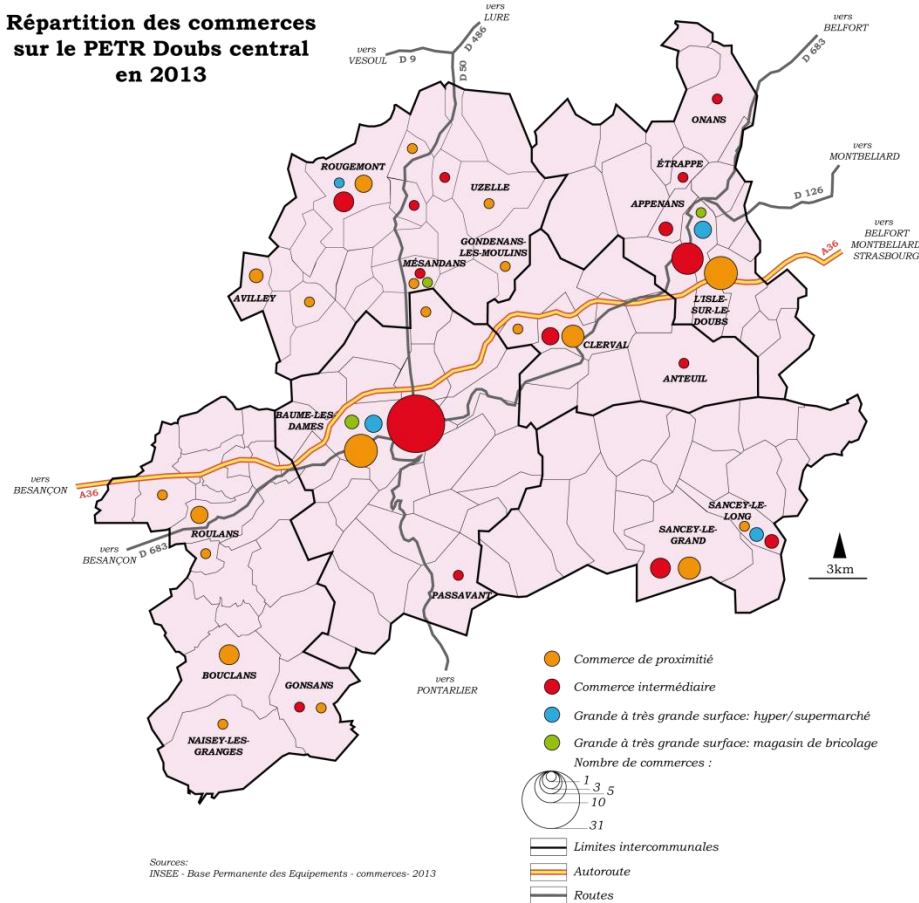 Répartition des commerces
sur le PETR Doubs central
en 2013
vers
LURE
D 486
vers
VESOUL
D 9
D 50
vers
BELFORT
D 683
ONANS
ÉTRAPPE
vers
MONTBELIARD
D 126
ROUGEMONT
UZELLE
APPENANS
vers
BELFORT
MONTBELIARD
STRASBOURG
A36
GONDENANS-
LES-MOULINS
MÉSANDANS
AVILLEY
L'ISLE-
SUR-LE-
DOUBS
CLERVAL
ANTEUIL
BAUME-LES-
DAMES
vers
BESANÇON
A36
ROULANS
vers
BESANÇON
D 683
SANCEY-LE-
LONG
SANCEY-LE-
GRAND
PASSAVANT
3km
BOUCLANS
GONSANS
vers
PONTARLIER
NAISEY-LES-
GRANGES
Commerce de proximitié
Commerce intermédiaire
Grande à très grande surface: hyper/supermarché
Grande à très grande surface: magasin de bricolage
Nombre de commerces :
1
3
5
10
31
Limites intercommunales
Autoroute
Routes
Sources:
INSEE - Base Permanente des Equipements - commerces- 2013